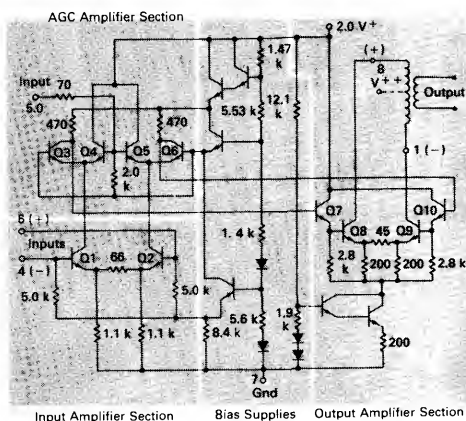 AGC Amplifier Section
2.0 V+
(+)
8
V++
Output
1 (-)
Input
5.0
70
1.47
k
5.53 k
12.1
k
470
470
Q3
Q4
Q5
Q6
2.0
k
Q7
Q10
Q8
45
Q9
2.8
k
200
200
2.8 k
6 (+)
Inputs
4 (-)
Q1
66
Q2
1.4 k
5.0 k
5.0 k
1.1 k
1.1 k
8.4 k
5.6 k
1.9
k
200
7
Gnd
Input Amplifier Section
Bias Supplies
Output Amplifier Section